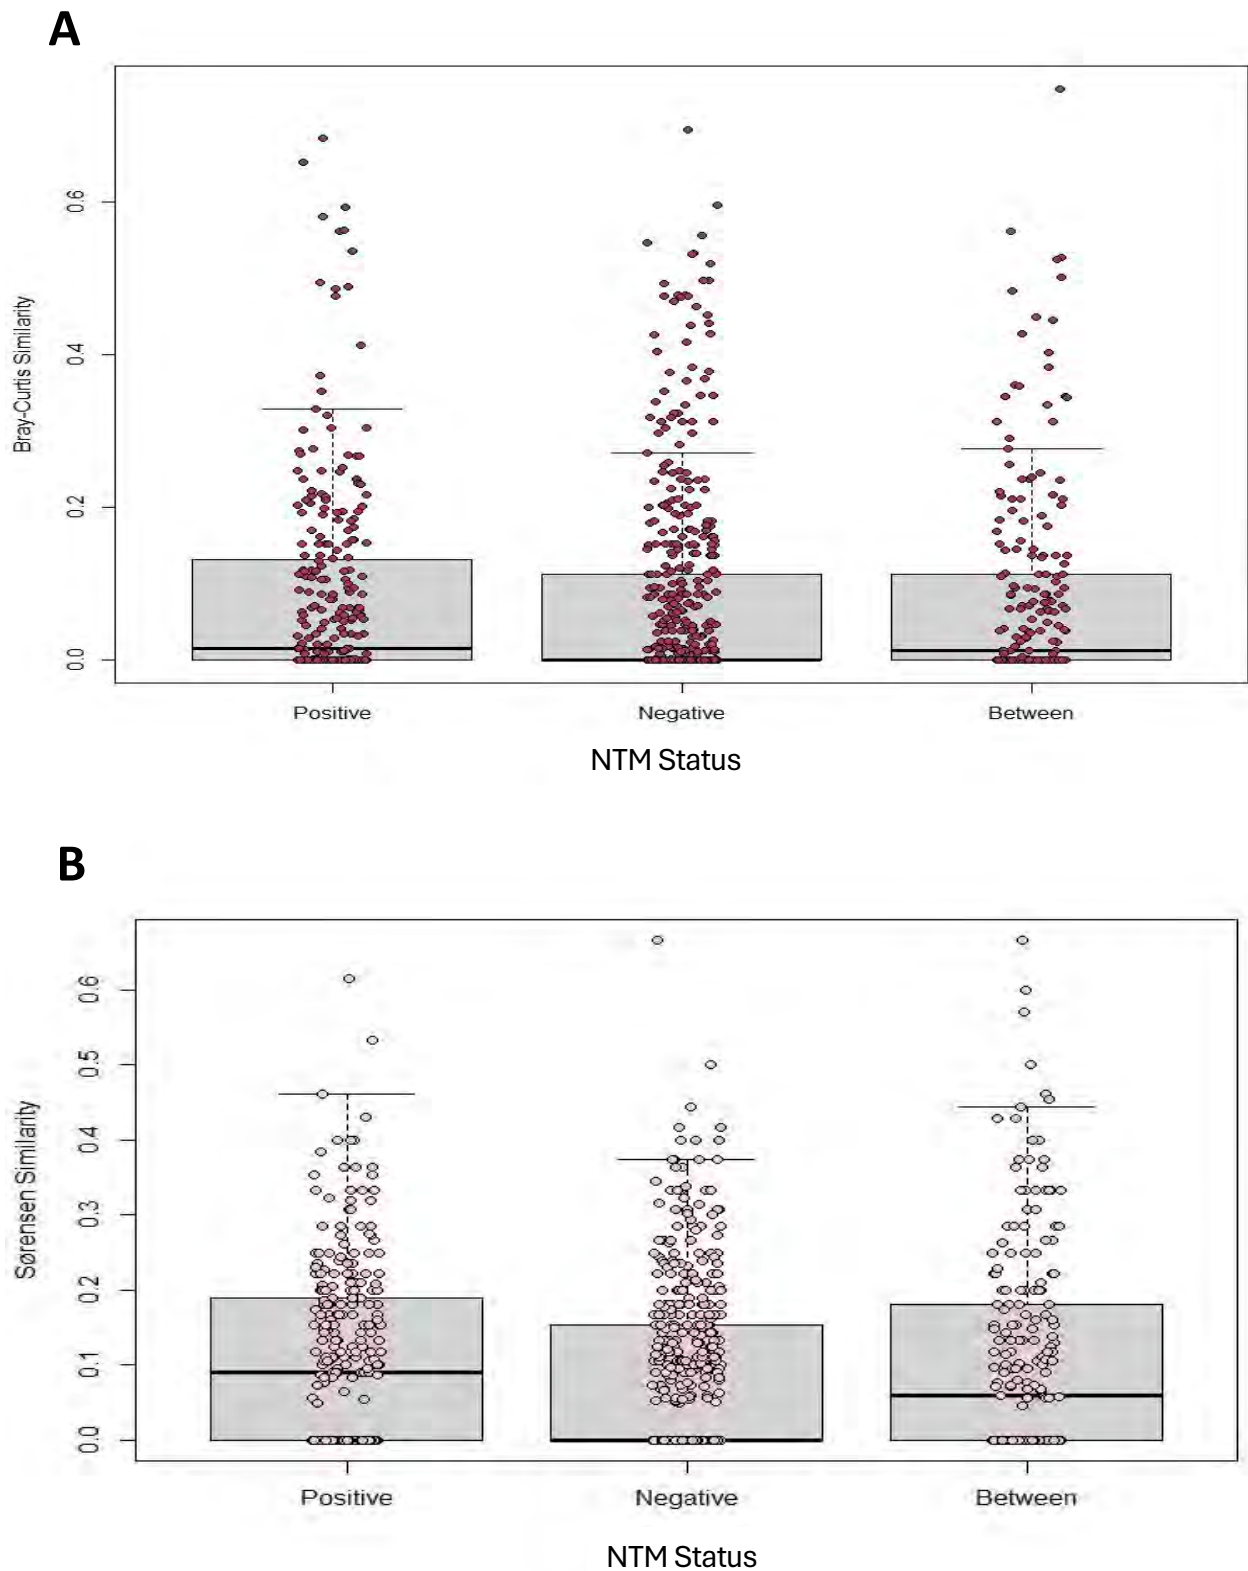 A
Bray-Curtis Similarity
0.6
0.4
0.2
0.0
Positive Negative Between
NTM Status
B
Sørensen Similarity
0.6
0.5
0.4
0.3
0.2
0.1
0.0
Positive Negative Between
NTM Status